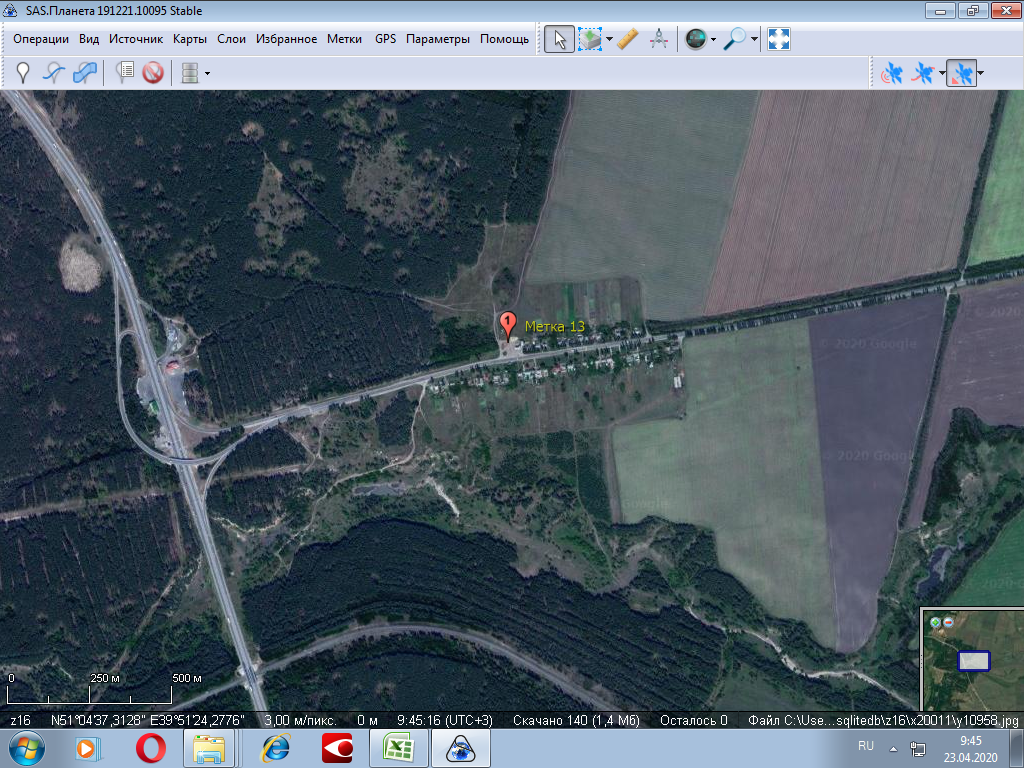 SAS.Планета 191221.10095 Stable
Операции Вид Источник Карты Слои Избранное Метки GPS Параметры Помощь
1 Метка 13
© 2020 Google
© 2020 Google
© 2020 Google
© 2020
0 250 м 500 м
z16 N51°04'37,3128" E39°51'24,2776" 3,00 м/пикс. 0 м 9:45:16 (UTC+3) Скачано 140 (1,4 Мб) Осталось 0 Файл C:\Use...sqlitedb\z16\x20011\y10958.jpg
RU 9:45
23.04.2020